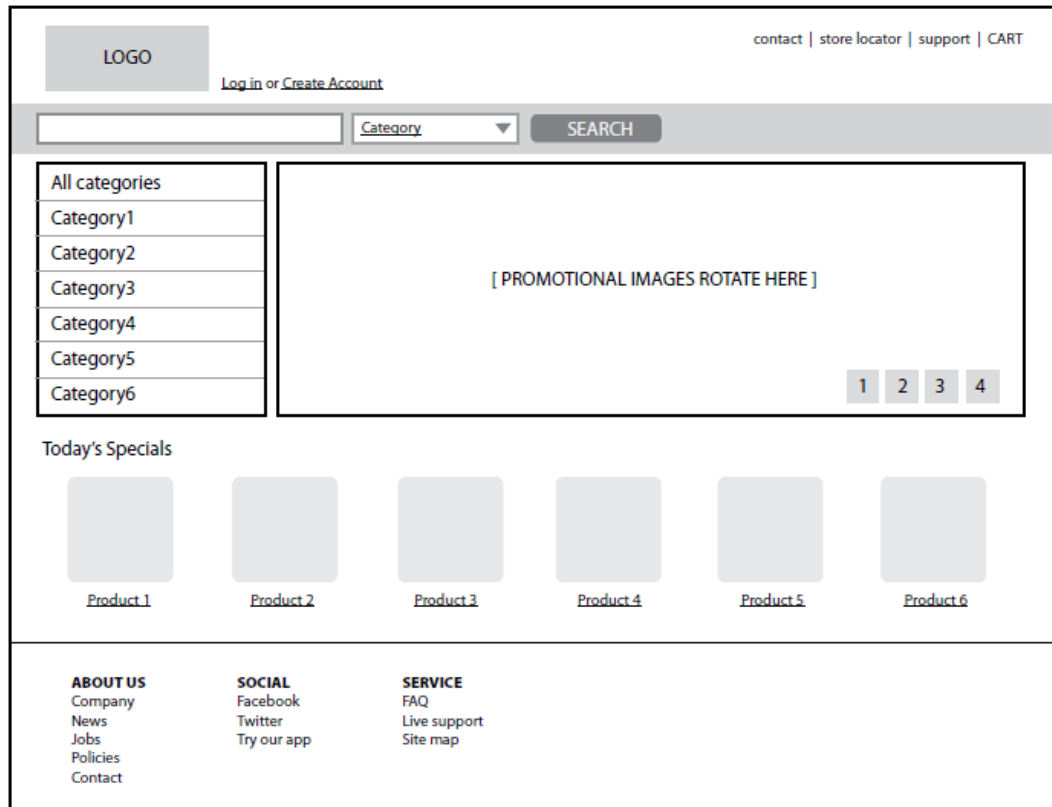 LOGO
contact | store locator | support | CART
Log in or Create Account
Category
SEARCH
All categories
Category1
Category2
Category3
Category4
Category5
Category6
[ PROMOTIONAL IMAGES ROTATE HERE ]
1 2 3 4
Today's Specials
Product 1
Product 2
Product 3
Product 4
Product 5
Product 6
ABOUT US
Company
News
Jobs
Policies
Contact
SOCIAL
Facebook
Twitter
Try our app
SERVICE
FAQ
Live support
Site map